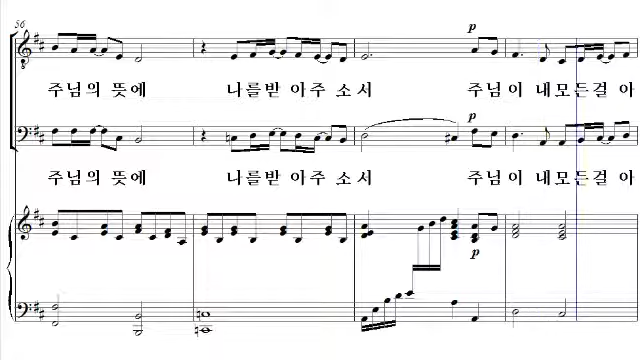 56
p
주님의 뜻에 나를받 아주 소서 주님이 내모든걸 아
p
주님의 뜻에 나를받 아주 소서 주님이 내모든걸 아
p